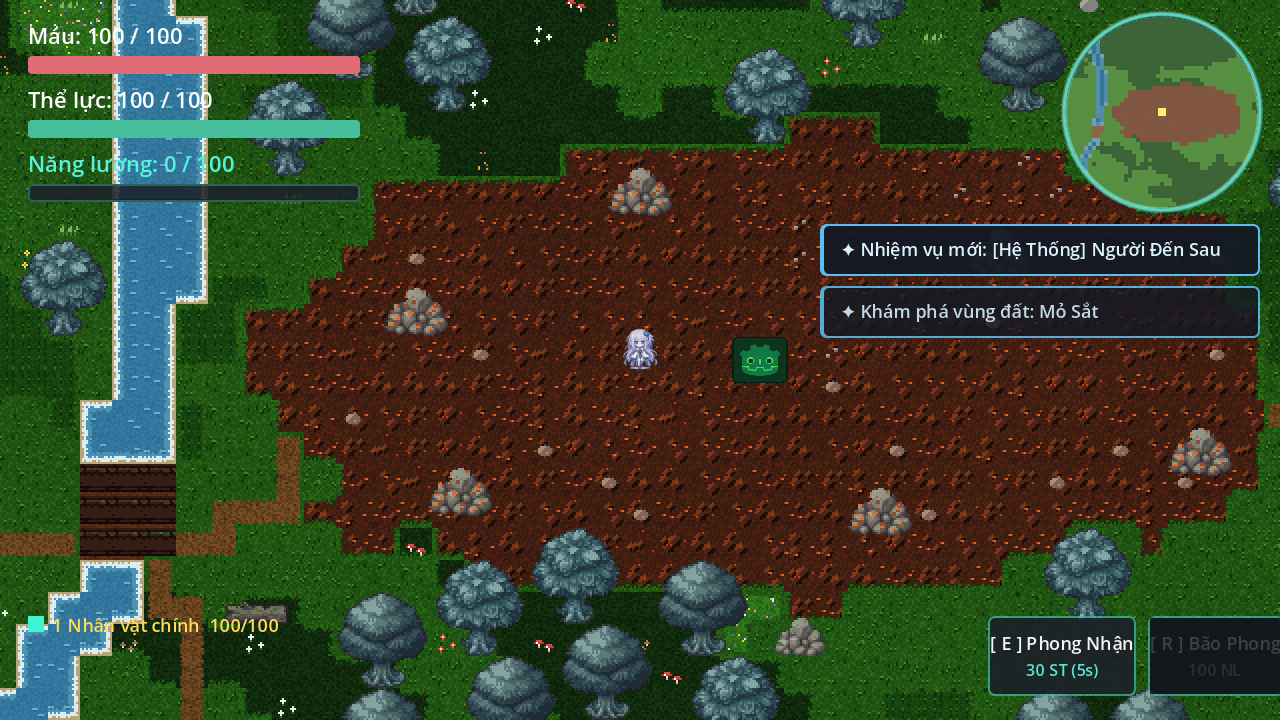 Máu: 100 / 100
Thể lực: 100 / 100
Năng lượng: 0 / 100
✦ Nhiệm vụ mới: [Hệ Thống] Người Đến Sau
✦ Khám phá vùng đất: Mỏ Sắt
1 Nhân vật chính 100/100
[ E ] Phong Nhận
30 ST (5s)
[ R ] Bão Phong
100 NL